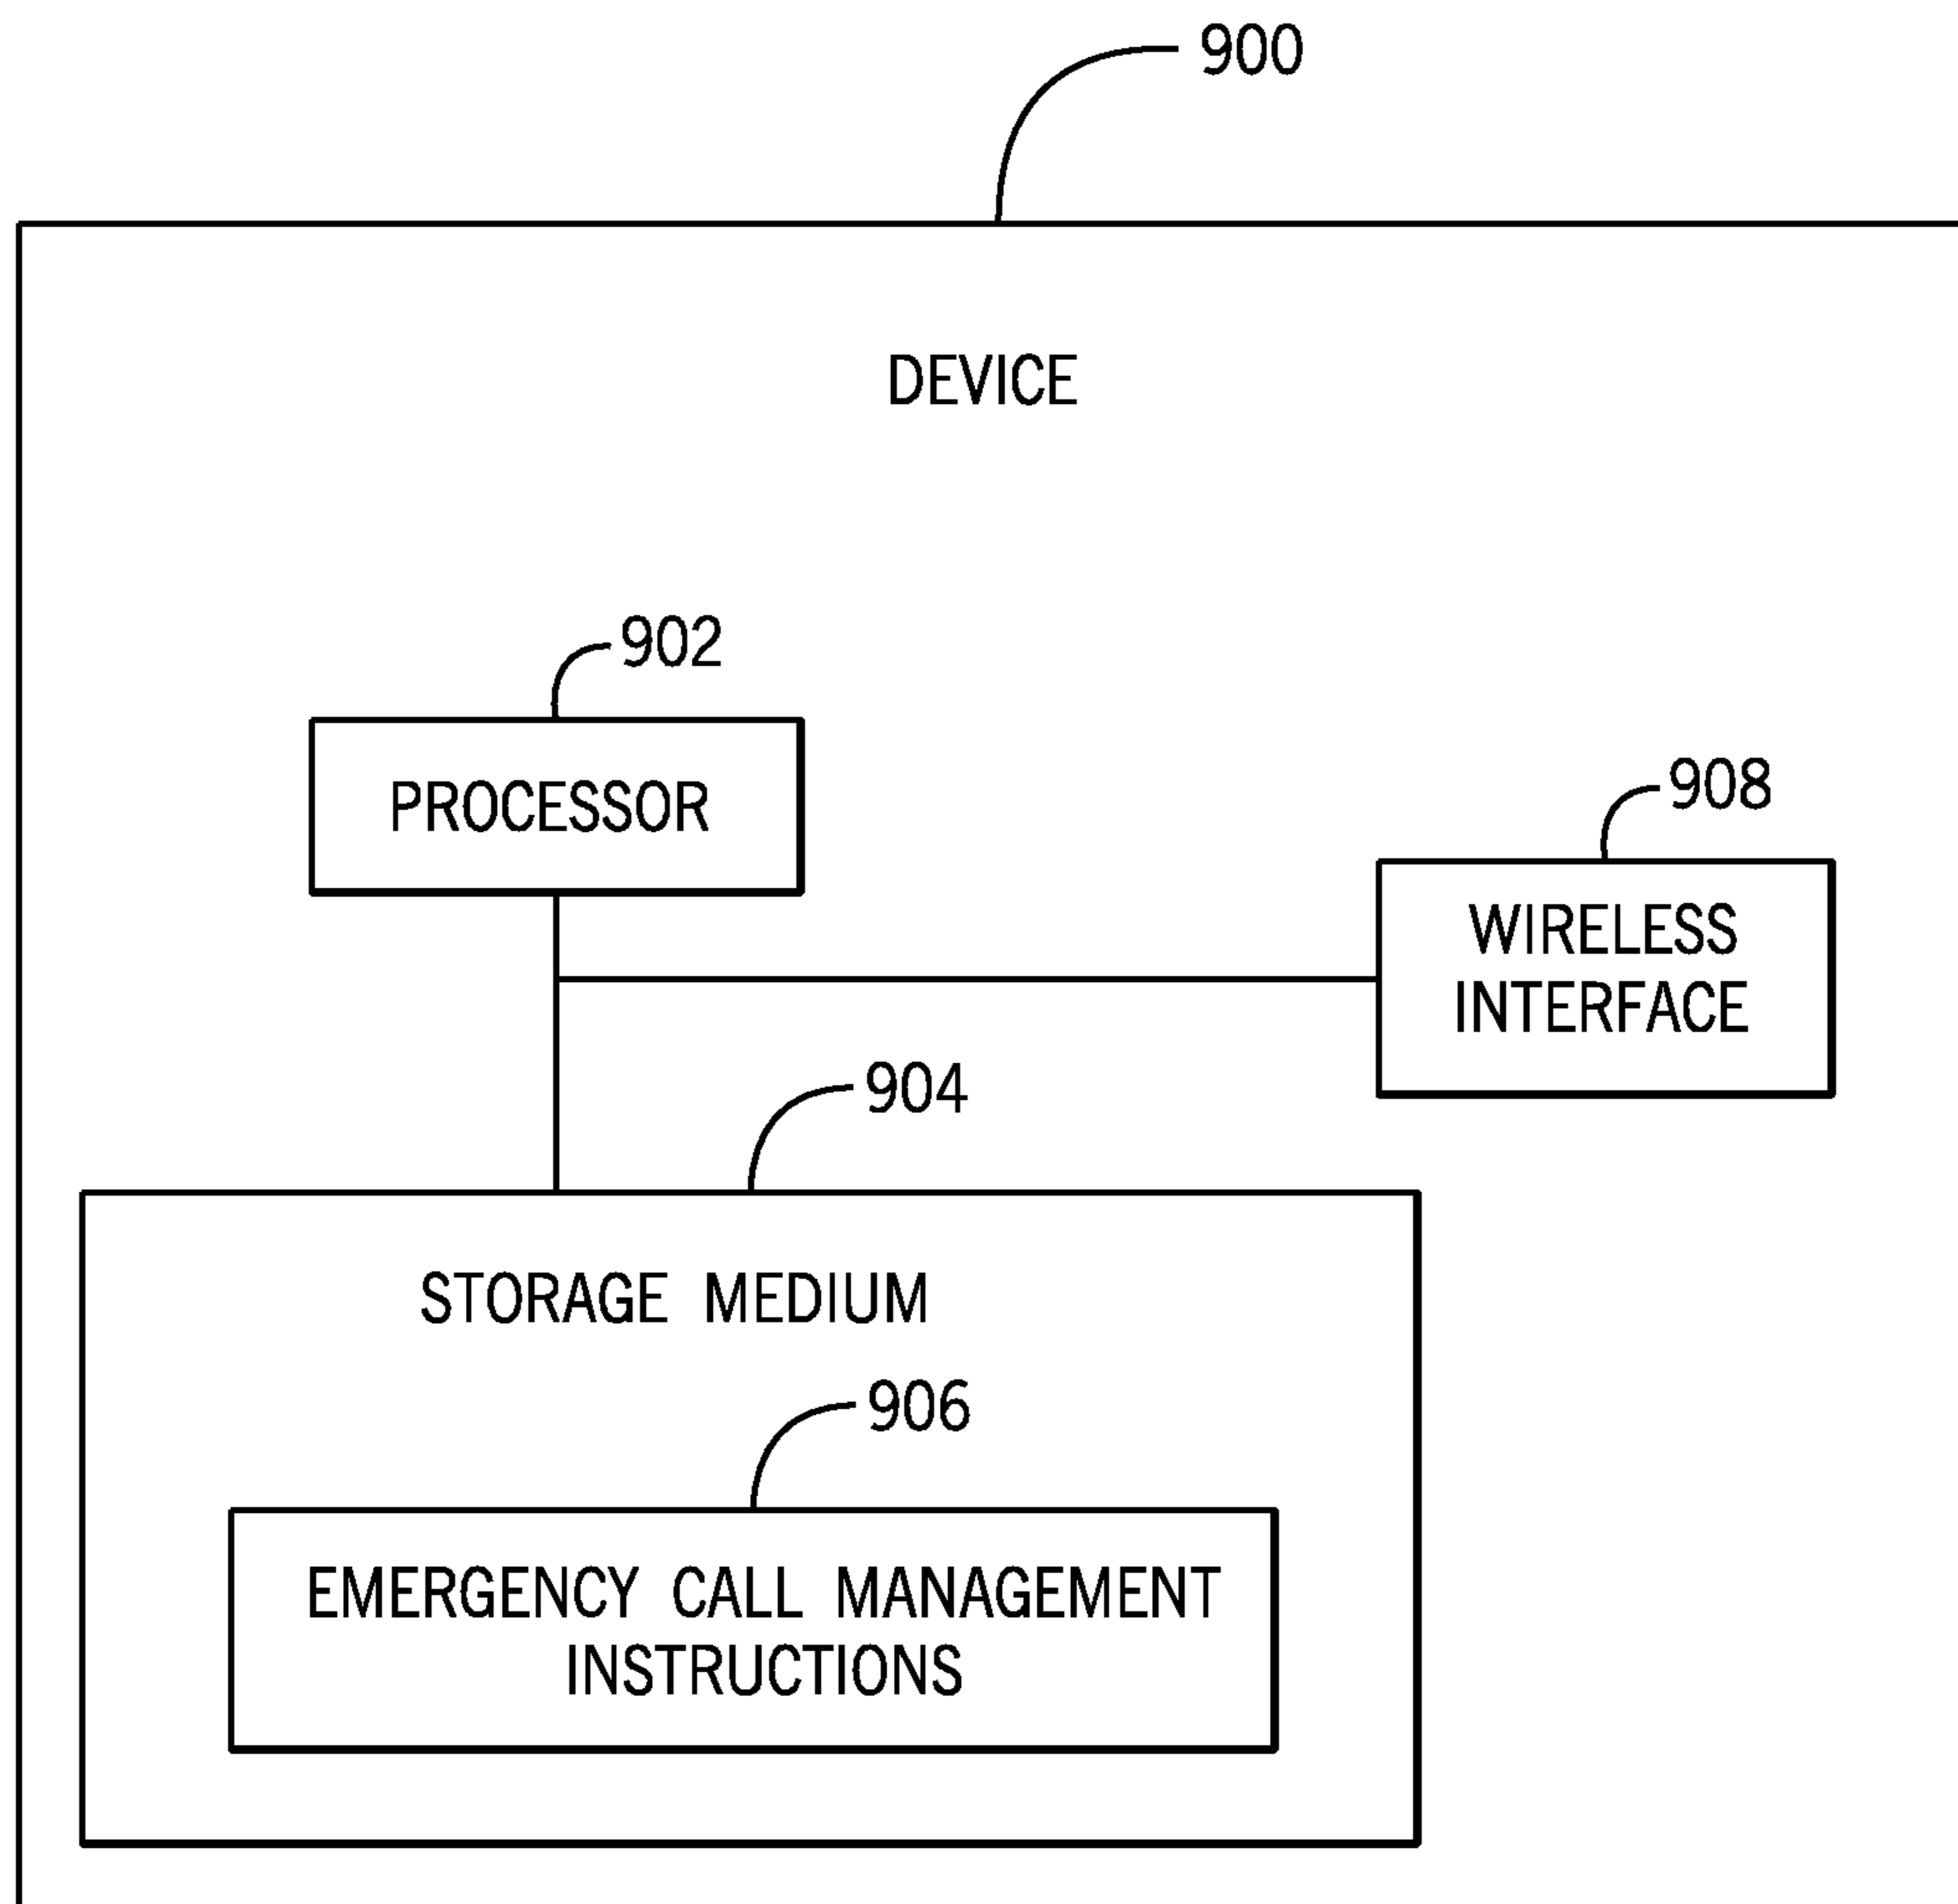 900
DEVICE
902
PROCESSOR
908
WIRELESS
INTERFACE
904
STORAGE MEDIUM
906
EMERGENCY CALL MANAGEMENT
INSTRUCTIONS